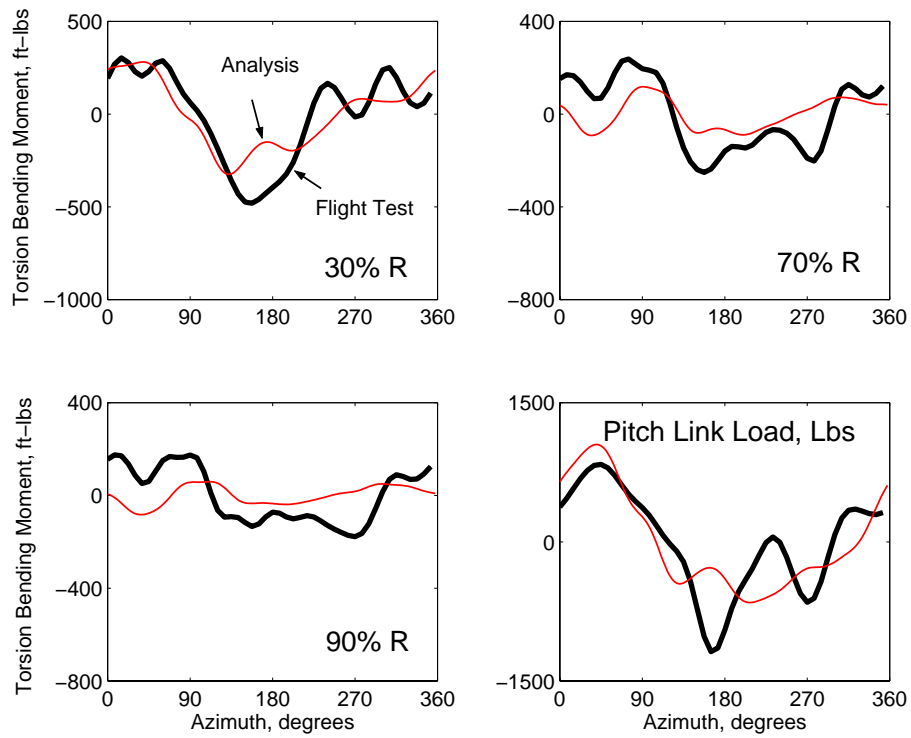 Torsion Bending Moment, ft−lbs
500
0
−500
−1000
Analysis
Flight Test
30% R
0 90 180 270 360
400
0
−400
−800
70% R
0 90 180 270 360
Torsion Bending Moment, ft−lbs
400
0
−400
−800
90% R
0 90 180 270 360
Azimuth, degrees
1500
0
−1500
Pitch Link Load, Lbs
0 90 180 270 360
Azimuth, degrees